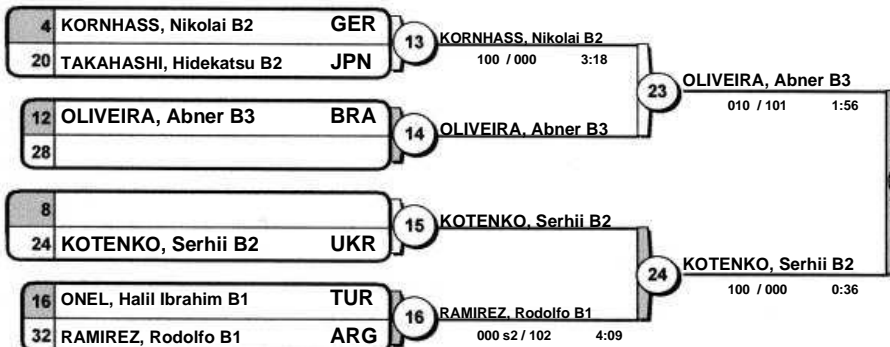 4 KORNHASS, Nikolai B2 GER
20 TAKAHASHI, Hidekatsu B2 JPN
13
KORNHASS, Nikolai B2
100 / 000 3:18
12 OLIVEIRA, Abner B3 BRA
28
14
OLIVEIRA, Abner B3
23
OLIVEIRA, Abner B3
010 / 101 1:56
8
24 KOTENKO, Serhii B2 UKR
15
KOTENKO, Serhii B2
16 ONEL, Halil Ibrahim B1 TUR
32 RAMIREZ, Rodolfo B1 ARG
16
RAMIREZ, Rodolfo B1
000 s2 / 102 4:09
24
KOTENKO, Serhii B2
100 / 000 0:36